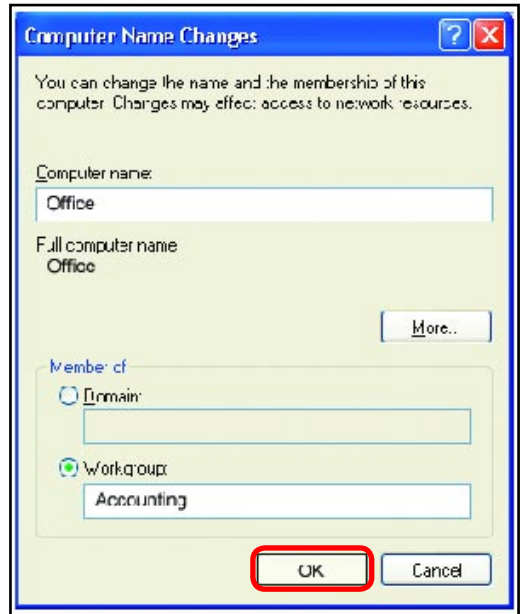 Computer Name Changes
You can change the name and the membership of this
computer. Changes may affect access to network resources.
Computer name:
Office
Full computer name
Office
More..
Member of
Domain:
Workgroup:
Accounting
OK
Cancel